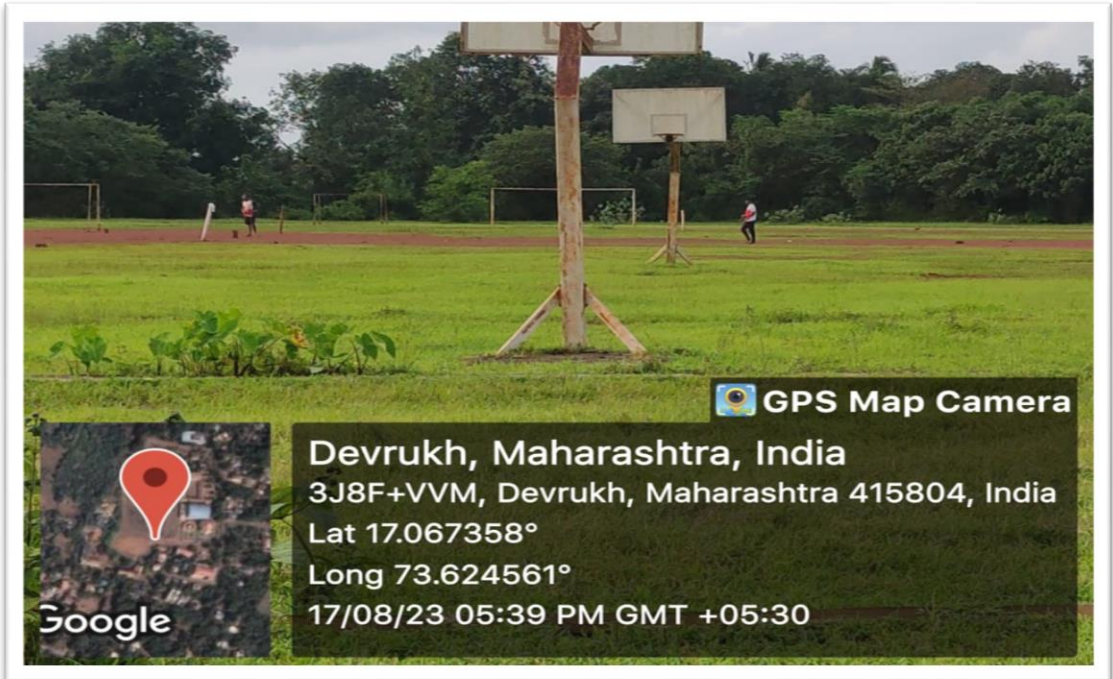 GPS Map Camera
Devrukh, Maharashtra, India
3J8F+VVM, Devrukh, Maharashtra 415804, India
Lat 17.067358°
Long 73.624561°
17/08/23 05:39 PM GMT +05:30
Google